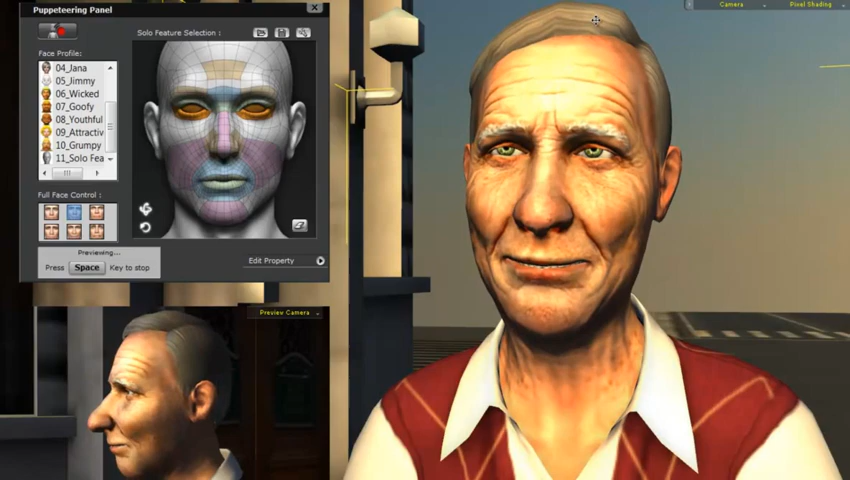 Puppeteering Panel
Camera
Pixel Shading
Solo Feature Selection :
Face Profile:
04_Jana
05_Jimmy
06_Wicked
07_Goofy
08_Youthful
09_Attractiv
10_Grumpy
11_Solo Fea
Full Face Control:
Previewing...
Press Space Key to stop
Edit Property
Preview Camera